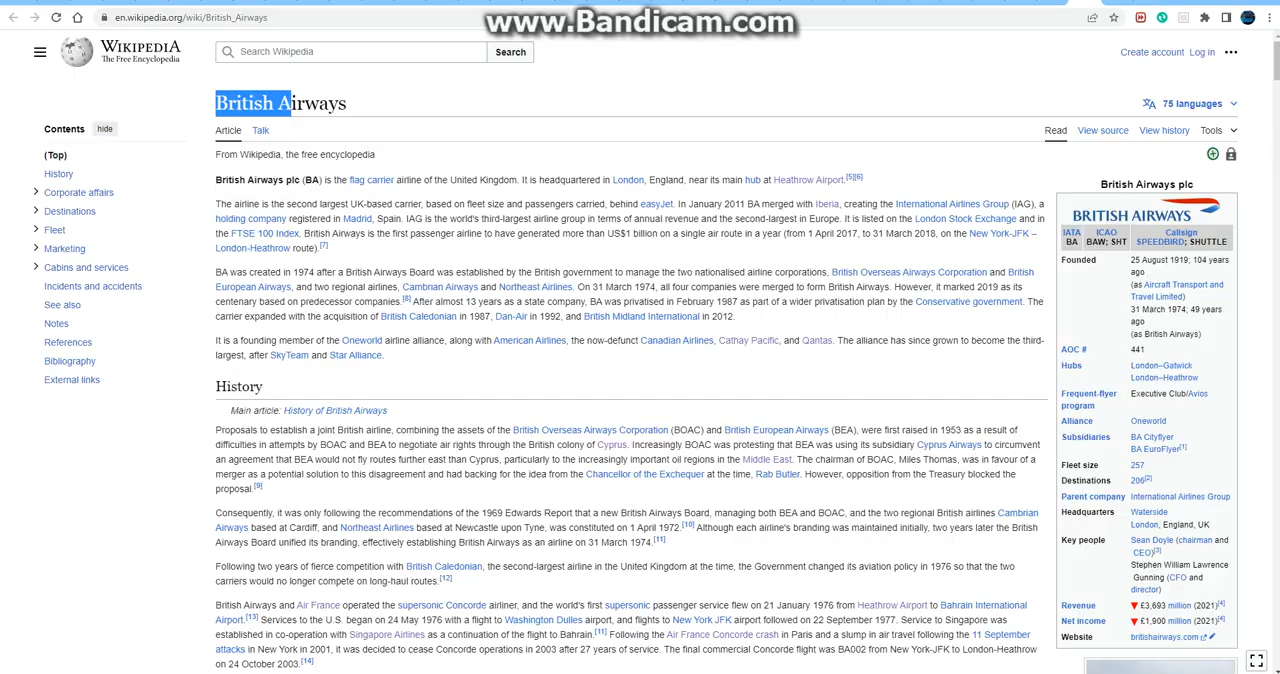 en.wikipedia.org/wiki/British_Airways
www.Bandicam.com
WIKIPEDIA
The Free Encyclopedia
Search Wikipedia
Search
Create account Log in
Contents hide
(Top)
History
Corporate affairs
Destinations
Fleet
Marketing
Cabins and services
Incidents and accidents
See also
Notes
References
Bibliography
External links
British Airways
75 languages
Article Talk
Read View source View history Tools
From Wikipedia, the free encyclopedia
British Airways plc (BA) is the flag carrier airline of the United Kingdom. It is headquartered in London, England, near its main hub at Heathrow Airport.[5][6]
The airline is the second largest UK-based carrier, based on fleet size and passengers carried, behind easyJet. In January 2011 BA merged with Iberia, creating the International Airlines Group (IAG), a
holding company registered in Madrid, Spain. IAG is the world's third-largest airline group in terms of annual revenue and the second-largest in Europe. It is listed on the London Stock Exchange and in
the FTSE 100 Index. British Airways is the first passenger airline to have generated more than US$1 billion on a single air route in a year (from 1 April 2017, to 31 March 2018, on the New York-JFK –
London-Heathrow route).[7]
BA was created in 1974 after a British Airways Board was established by the British government to manage the two nationalised airline corporations, British Overseas Airways Corporation and British
European Airways, and two regional airlines, Cambrian Airways and Northeast Airlines. On 31 March 1974, all four companies were merged to form British Airways. However, it marked 2019 as its
centenary based on predecessor companies.[8] After almost 13 years as a state company, BA was privatised in February 1987 as part of a wider privatisation plan by the Conservative government. The
carrier expanded with the acquisition of British Caledonian in 1987, Dan-Air in 1992, and British Midland International in 2012.
It is a founding member of the Oneworld airline alliance, along with American Airlines, the now-defunct Canadian Airlines, Cathay Pacific, and Qantas. The alliance has since grown to become the third-
largest, after SkyTeam and Star Alliance.
History
Main article: History of British Airways
Proposals to establish a joint British airline, combining the assets of the British Overseas Airways Corporation (BOAC) and British European Airways (BEA), were first raised in 1953 as a result of
difficulties in attempts by BOAC and BEA to negotiate air rights through the British colony of Cyprus. Increasingly BOAC was protesting that BEA was using its subsidiary Cyprus Airways to circumvent
an agreement that BEA would not fly routes further east than Cyprus, particularly to the increasingly important oil regions in the Middle East. The chairman of BOAC, Miles Thomas, was in favour of a
merger as a potential solution to this disagreement and had backing for the idea from the Chancellor of the Exchequer at the time, Rab Butler. However, opposition from the Treasury blocked the
proposal.[9]
Consequently, it was only following the recommendations of the 1969 Edwards Report that a new British Airways Board, managing both BEA and BOAC, and the two regional British airlines Cambrian
Airways based at Cardiff, and Northeast Airlines based at Newcastle upon Tyne, was constituted on 1 April 1972.[10] Although each airline's branding was maintained initially, two years later the British
Airways Board unified its branding, effectively establishing British Airways as an airline on 31 March 1974.[11]
Following two years of fierce competition with British Caledonian, the second-largest airline in the United Kingdom at the time, the Government changed its aviation policy in 1976 so that the two
carriers would no longer compete on long-haul routes.[12]
British Airways and Air France operated the supersonic Concorde airliner, and the world's first supersonic passenger service flew on 21 January 1976 from Heathrow Airport to Bahrain International
Airport.[13] Services to the U.S. began on 24 May 1976 with a flight to Washington Dulles airport, and flights to New York JFK airport followed on 22 September 1977. Service to Singapore was
established in co-operation with Singapore Airlines as a continuation of the flight to Bahrain.[11] Following the Air France Concorde crash in Paris and a slump in air travel following the 11 September
attacks in New York in 2001, it was decided to cease Concorde operations in 2003 after 27 years of service. The final commercial Concorde flight was BA002 from New York-JFK to London-Heathrow
on 24 October 2003.[14]
British Airways plc
BRITISH AIRWAYS
IATA ICAO Callsign
BA BAW; SHT SPEEDBIRD; SHUTTLE
Founded 25 August 1919; 104 years
ago
(as Aircraft Transport and
Travel Limited)
31 March 1974; 49 years
ago
(as British Airways)
AOC # 441
Hubs London–Gatwick
London–Heathrow
Frequent-flyer Executive Club/Avios
program
Alliance Oneworld
Subsidiaries BA Cityflyer
BA EuroFlyer[1]
Fleet size 257
Destinations 206[2]
Parent company International Airlines Group
Headquarters Waterside
London, England, UK
Key people Sean Doyle (chairman and
CEO)[3]
Stephen William Lawrence
Gunning (CFO and
director)
Revenue ▼ £3,693 million (2021)[4]
Net income ▼ £1,900 million (2021)[4]
Website britishairways.com